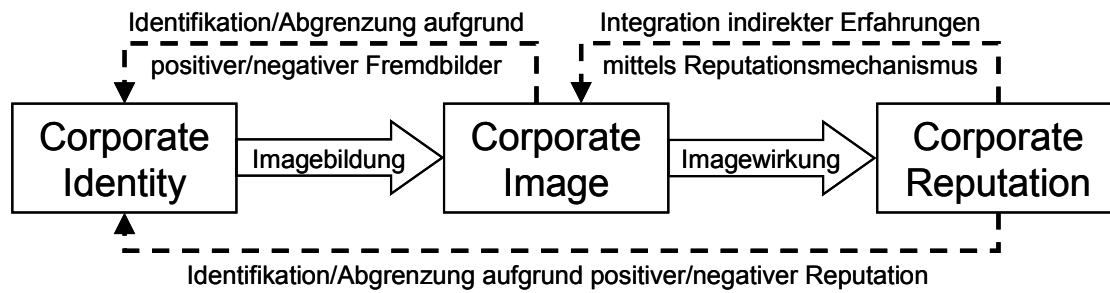 Identifikation/Abgrenzung aufgrund
positiver/negativer Fremdbilder
Integration indirekter Erfahrungen
mittels Reputationsmechanismus
Corporate
Identity
Imagebildung
Corporate
Image
Imagewirkung
Corporate
Reputation
Identifikation/Abgrenzung aufgrund positiver/negativer Reputation